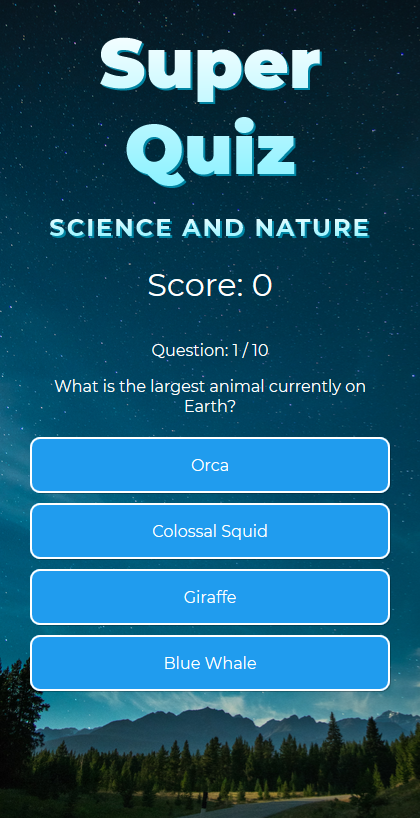 Super
Quiz
SCIENCE AND NATURE
Score: 0
Question: 1 / 10
What is the largest animal currently on
Earth?
Orca
Colossal Squid
Giraffe
Blue Whale